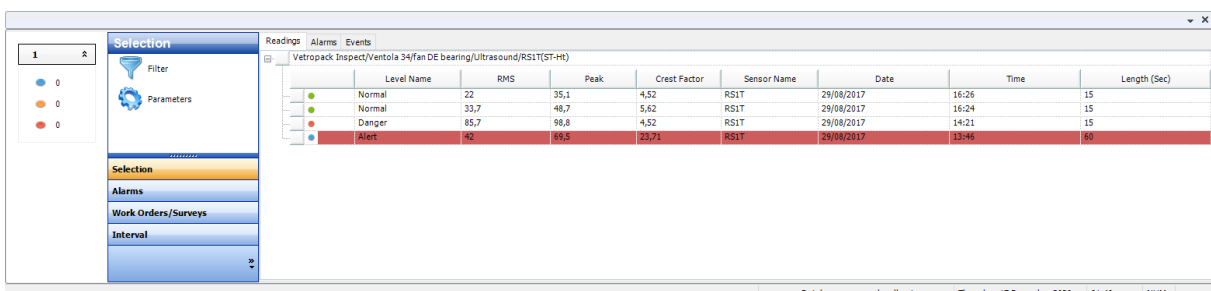 1
0
0
0
Selection
Filter
Parameters
Selection
Alarms
Work Orders/Surveys
Interval
Readings Alarms Events
Vetropack Inspect/Ventola 34/fan DE bearing/Ultrasound/RS1T(ST-Ht)
Level Name RMS Peak Crest Factor Sensor Name Date Time Length (Sec)
Normal 22 35,1 4,52 RS1T 29/08/2017 16:26 15
Normal 33,7 48,7 5,62 RS1T 29/08/2017 16:24 15
Danger 85,7 98,8 4,52 RS1T 29/08/2017 14:21 15
Alert 42 69,5 23,71 RS1T 29/08/2017 13:46 60